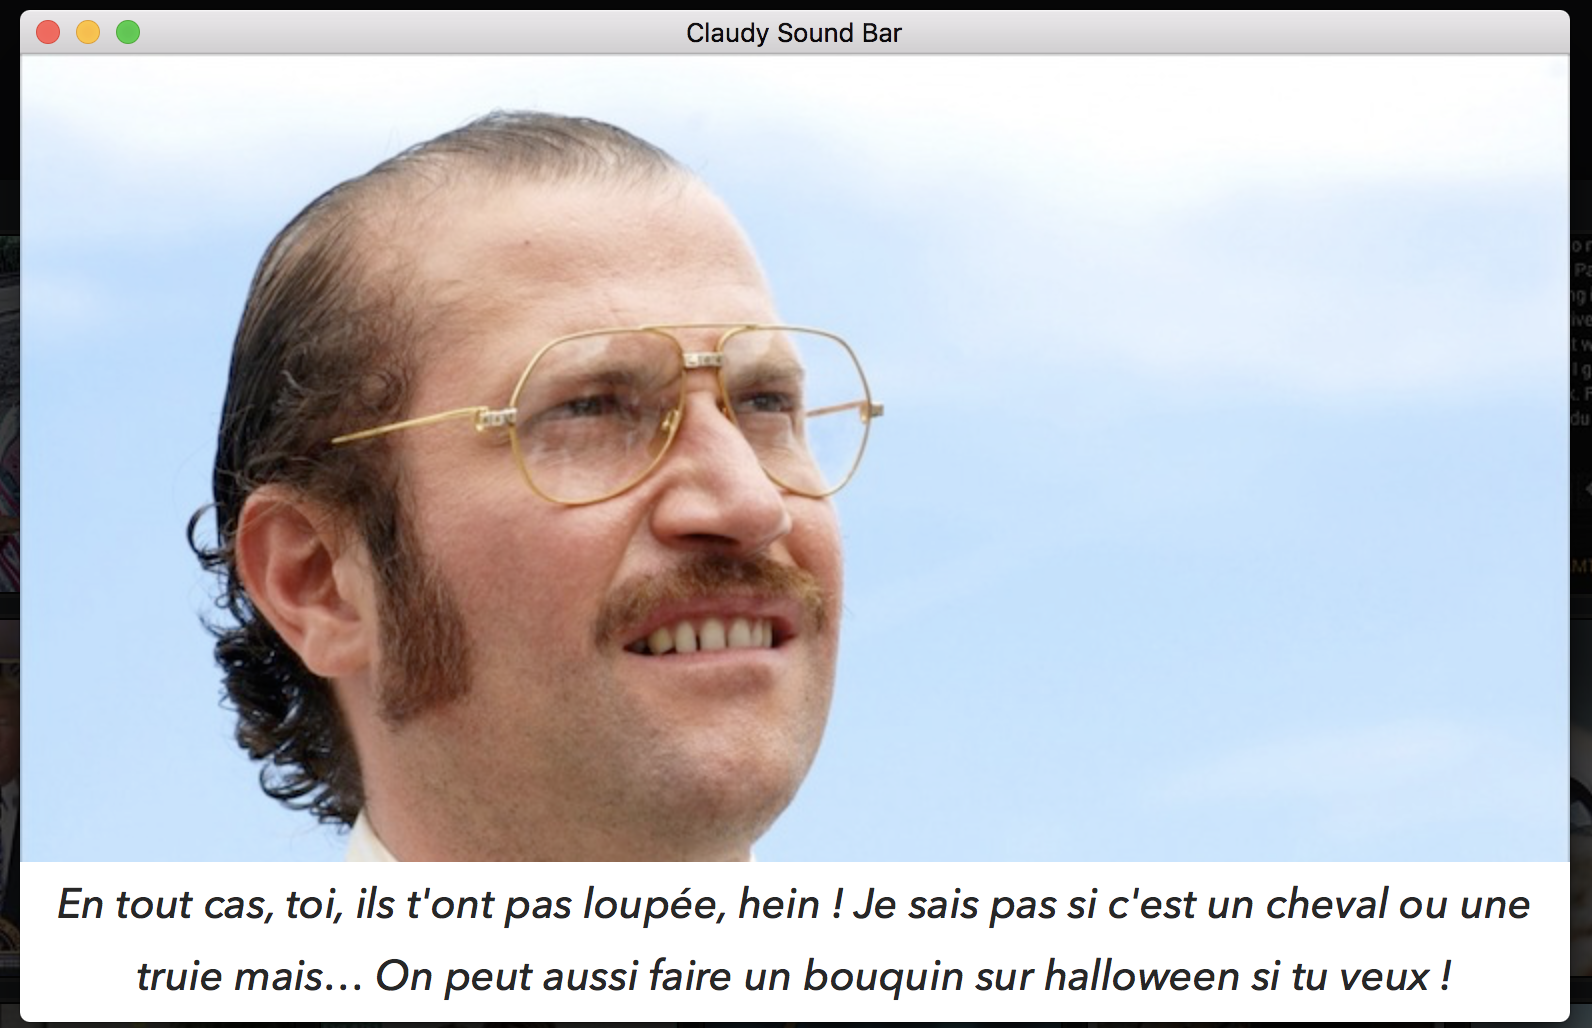 Claudy Sound Bar
En tout cas, toi, ils t'ont pas loupée, hein ! Je sais pas si c'est un cheval ou une
truie mais... On peut aussi faire un bouquin sur halloween si tu veux !